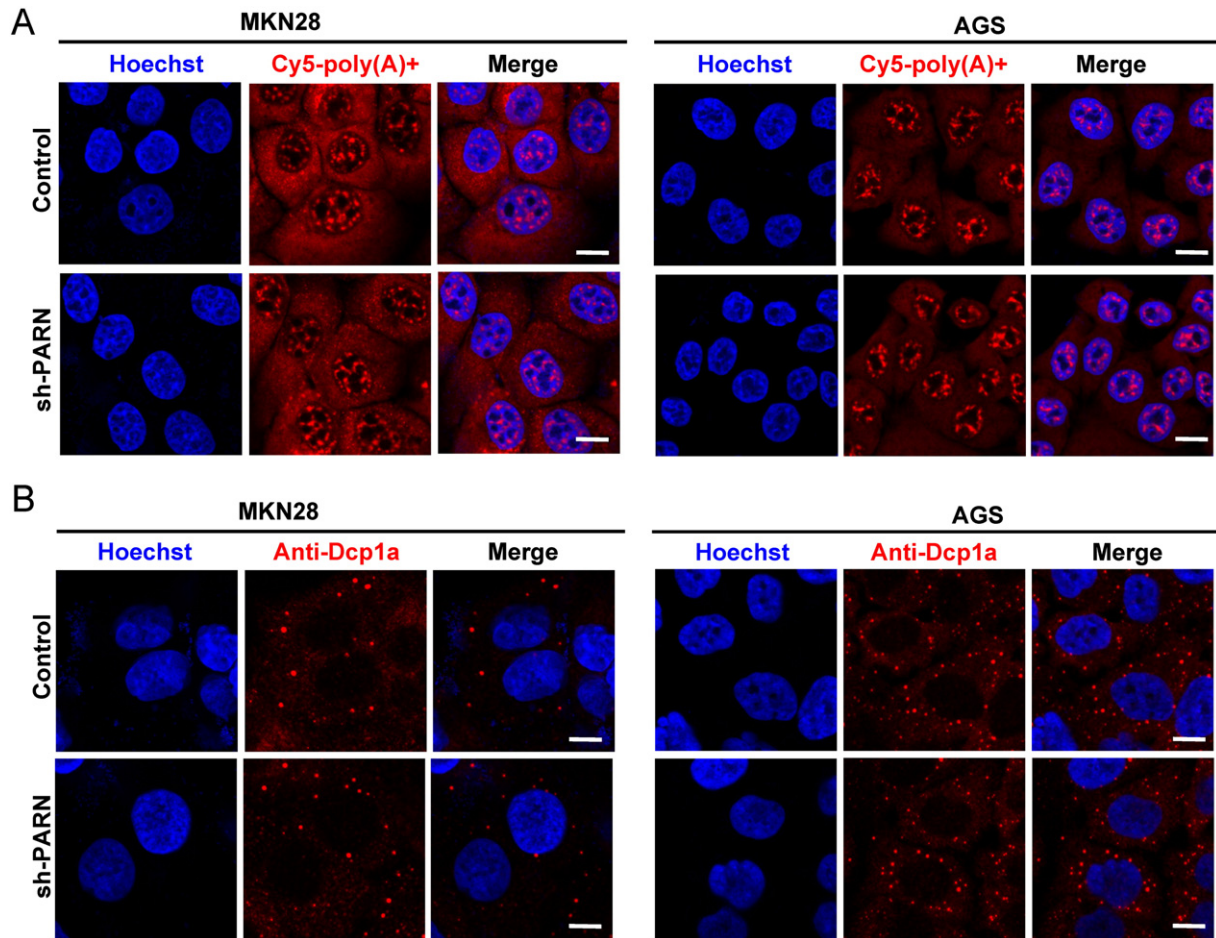 A
MKN28 AGS
Hoechst Cy5-poly(A)+ Merge Hoechst Cy5-poly(A)+ Merge
Control
sh-PARN
B
MKN28 AGS
Hoechst Anti-Dcp1a Merge Hoechst Anti-Dcp1a Merge
Control
sh-PARN